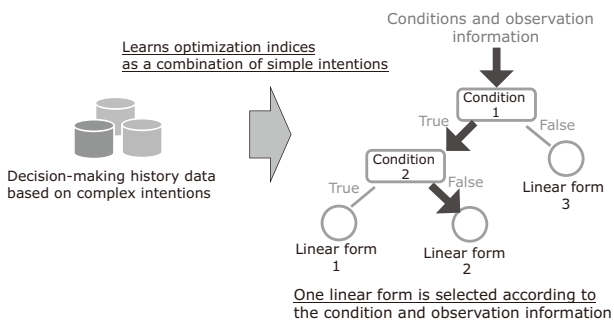 Conditions and observation
information
Learns optimization indices
as a combination of simple intentions
Condition
1
True
False
Condition
2
Decision-making history data
based on complex intentions
True
False
Linear form
3
Linear form
1
Linear form
2
One linear form is selected according to
the condition and observation information